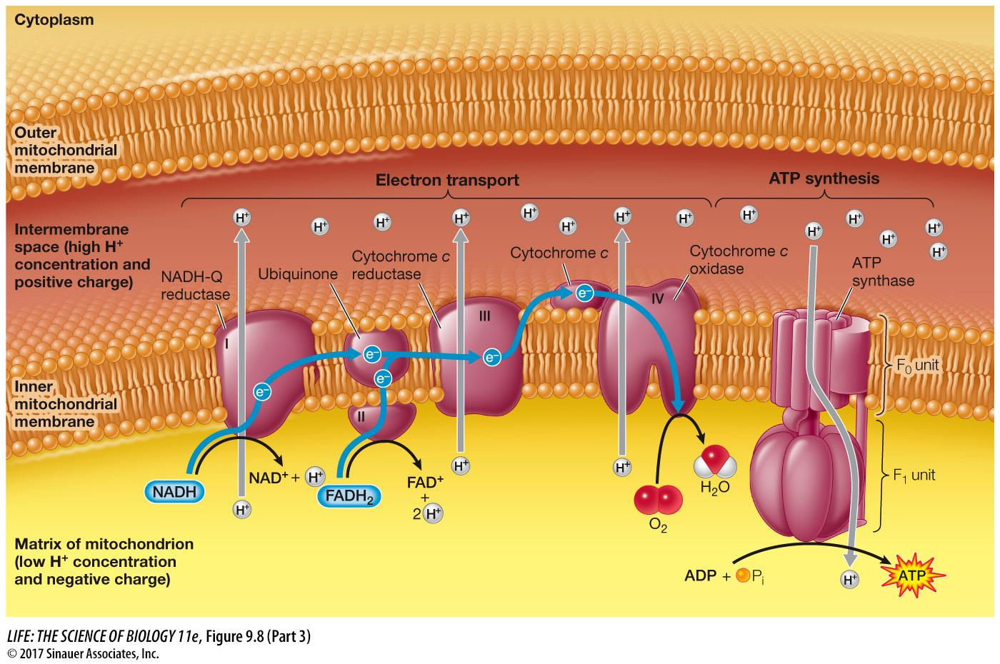 Cytoplasm
Outer
mitochondrial
membrane
Electron transport
ATP synthesis
H⁺
H⁺
H⁺
H⁺
H⁺
H⁺
H⁺
H⁺
H⁺
H⁺
H⁺
H⁺
H⁺
H⁺
Intermembrane
space (high H⁺
concentration and
positive charge)
NADH-Q
reductase
Ubiquinone
Cytochrome c
reductase
Cytochrome c
Cytochrome c
oxidase
ATP
synthase
I
II
III
IV
e⁻
e⁻
e⁻
e⁻
e⁻
F₀ unit
Inner
mitochondrial
membrane
F₁ unit
NADH
NAD⁺ + H⁺
H⁺
FADH₂
FAD⁺
+
2 H⁺
H⁺
H⁺
O₂
H₂O
Matrix of mitochondrion
(low H⁺ concentration
and negative charge)
ADP + Pᵢ
H⁺
ATP
LIFE: THE SCIENCE OF BIOLOGY 11e, Figure 9.8 (Part 3)
© 2017 Sinauer Associates, Inc.